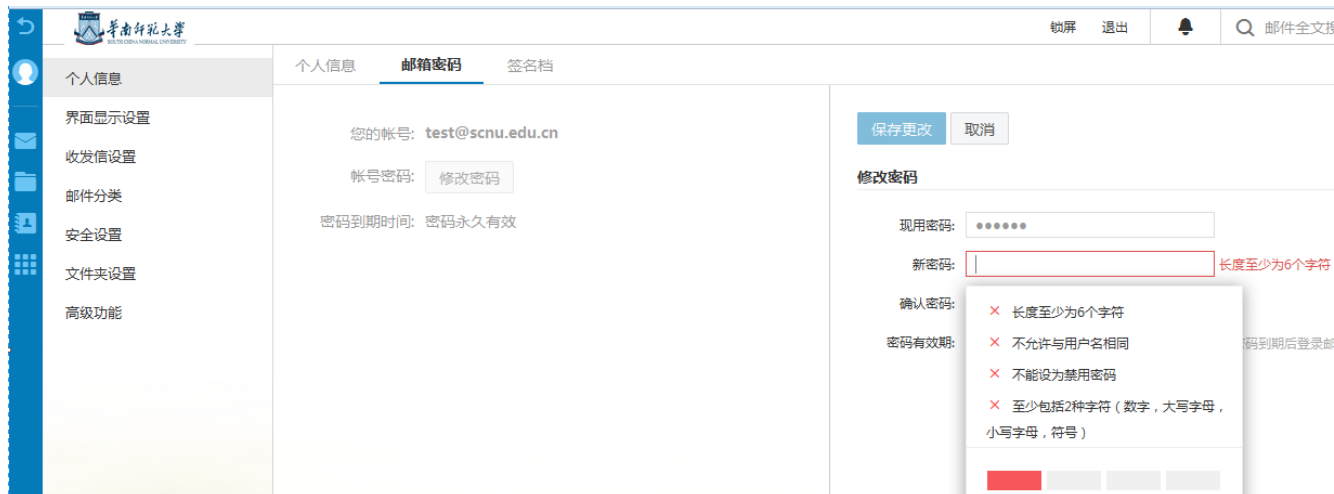 華南師範大學
SOUTH CHINA NORMAL UNIVERSITY
锁屏 退出 邮件全文搜
个人信息
界面显示设置
收发信设置
邮件分类
安全设置
文件夹设置
高级功能
个人信息 邮箱密码 签名档
您的帐号: test@scnu.edu.cn
帐号密码: 修改密码
密码到期时间: 密码永久有效
保存更改 取消
修改密码
现用密码: ••••••
新密码: 长度至少为6个字符
确认密码:
密码有效期: 密码到期后登录邮
× 长度至少为6个字符
× 不允许与用户名相同
× 不能设为禁用密码
× 至少包括2种字符(数字,大写字母,
小写字母,符号)